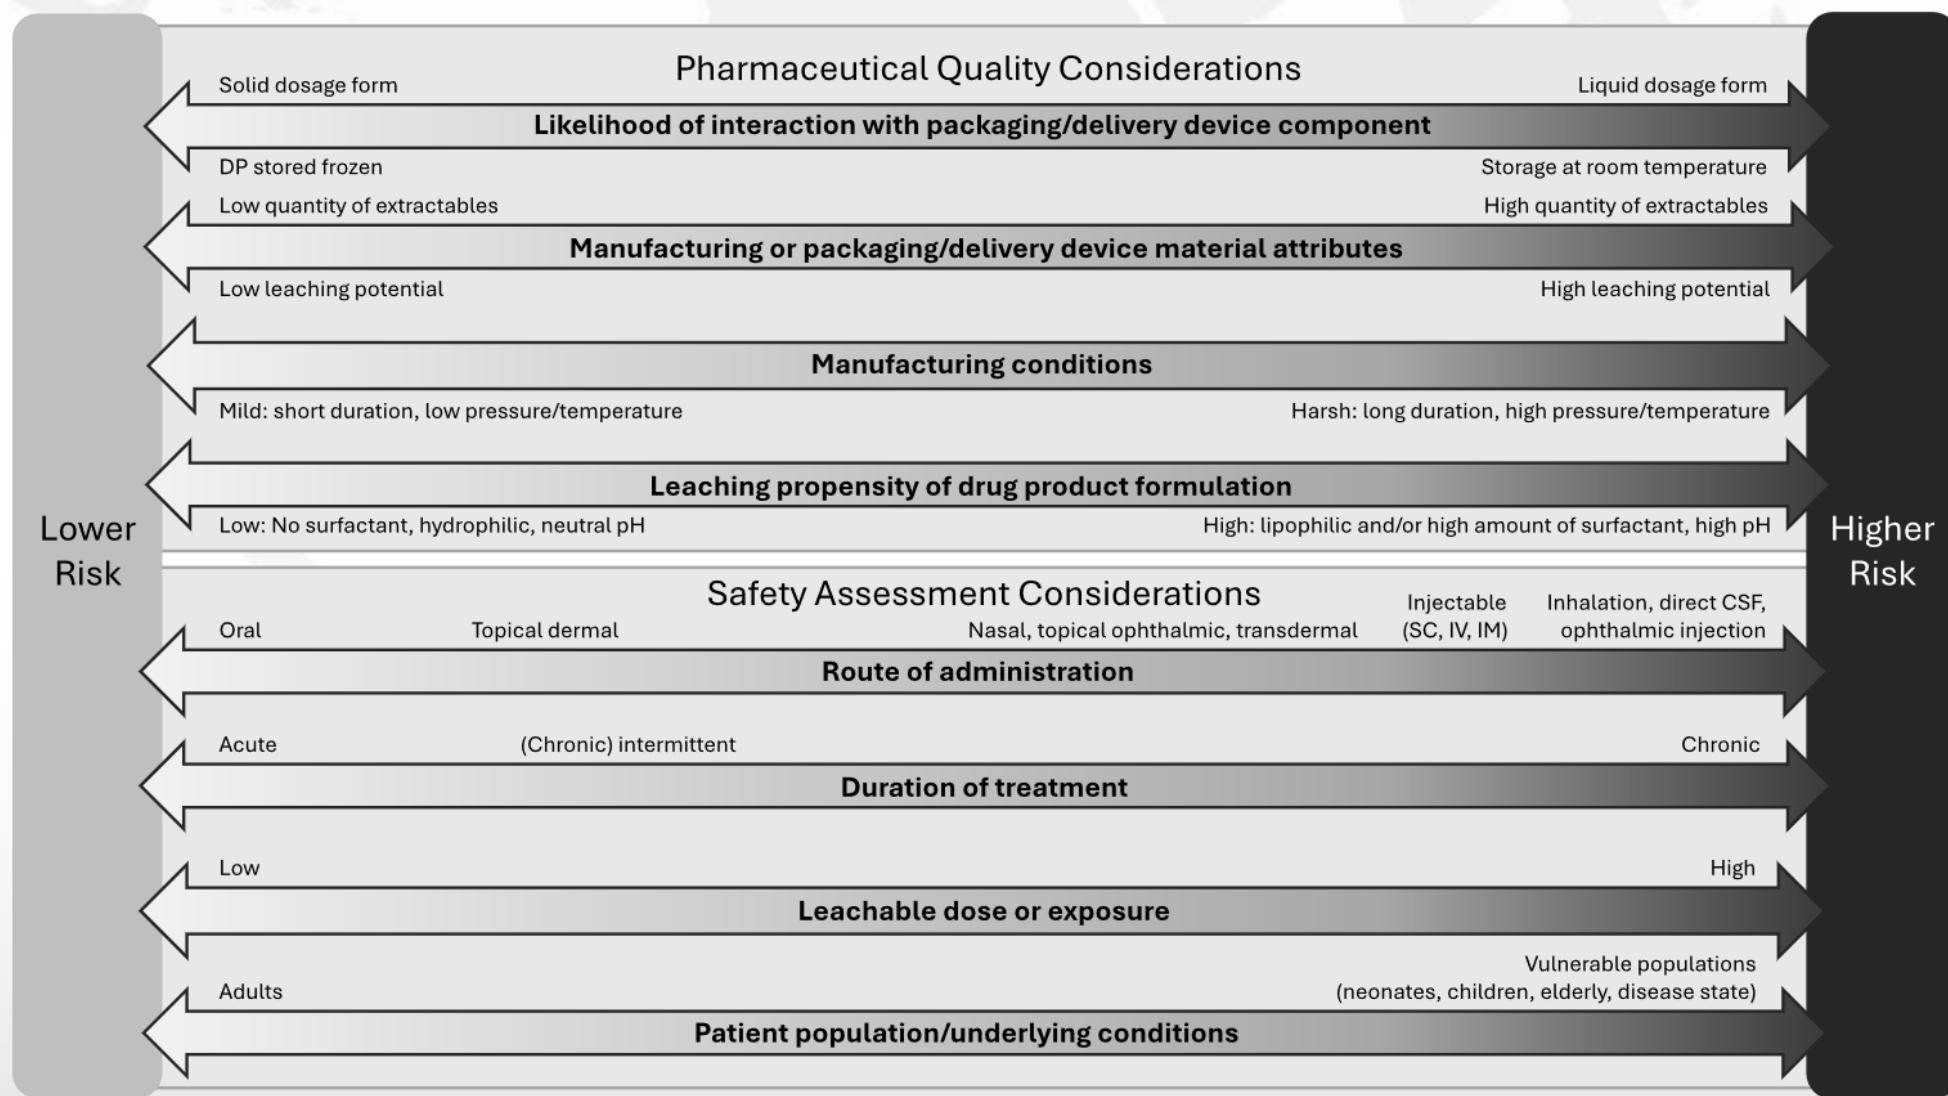 Pharmaceutical Quality Considerations
Solid dosage form
Liquid dosage form
Likelihood of interaction with packaging/delivery device component
DP stored frozen
Storage at room temperature
Low quantity of extractables
High quantity of extractables
Manufacturing or packaging/delivery device material attributes
Low leaching potential
High leaching potential
Manufacturing conditions
Mild: short duration, low pressure/temperature
Harsh: long duration, high pressure/temperature
Leaching propensity of drug product formulation
Low: No surfactant, hydrophilic, neutral pH
High: lipophilic and/or high amount of surfactant, high pH
Lower
Risk
Higher
Risk
Safety Assessment Considerations
Oral
Topical dermal
Nasal, topical ophthalmic, transdermal
Injectable
(SC, IV, IM)
Inhalation, direct CSF,
ophthalmic injection
Route of administration
Acute
(Chronic) intermittent
Chronic
Duration of treatment
Low
High
Leachable dose or exposure
Adults
Vulnerable populations
(neonates, children, elderly, disease state)
Patient population/underlying conditions